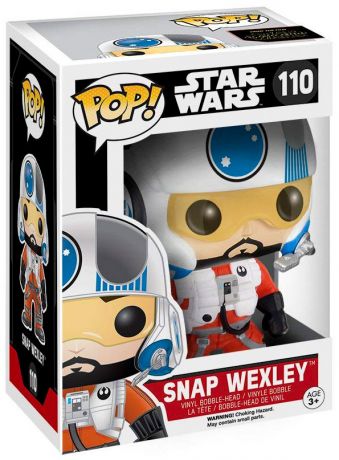 POP!
STAR
WARS
110
POP!
110
SNAP WEXLEY™
VINYL BOBBLE-HEAD / VINYLE BOBBLE
LA TÊTE / BOBBLE-HEAD DE VINIL
WARNING: CHOKING HAZARD.
May contain small parts.
AGE
3+
SNAP WEXLEY